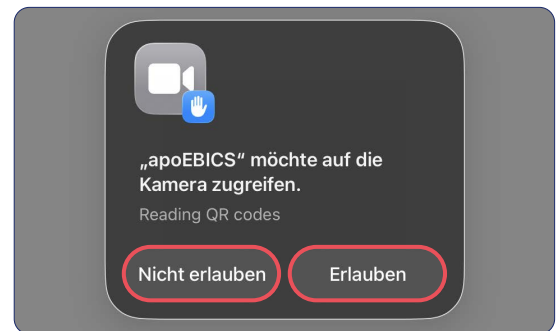 „apoEBICS“ möchte auf die
Kamera zugreifen.
Reading QR codes
Nicht erlauben
Erlauben